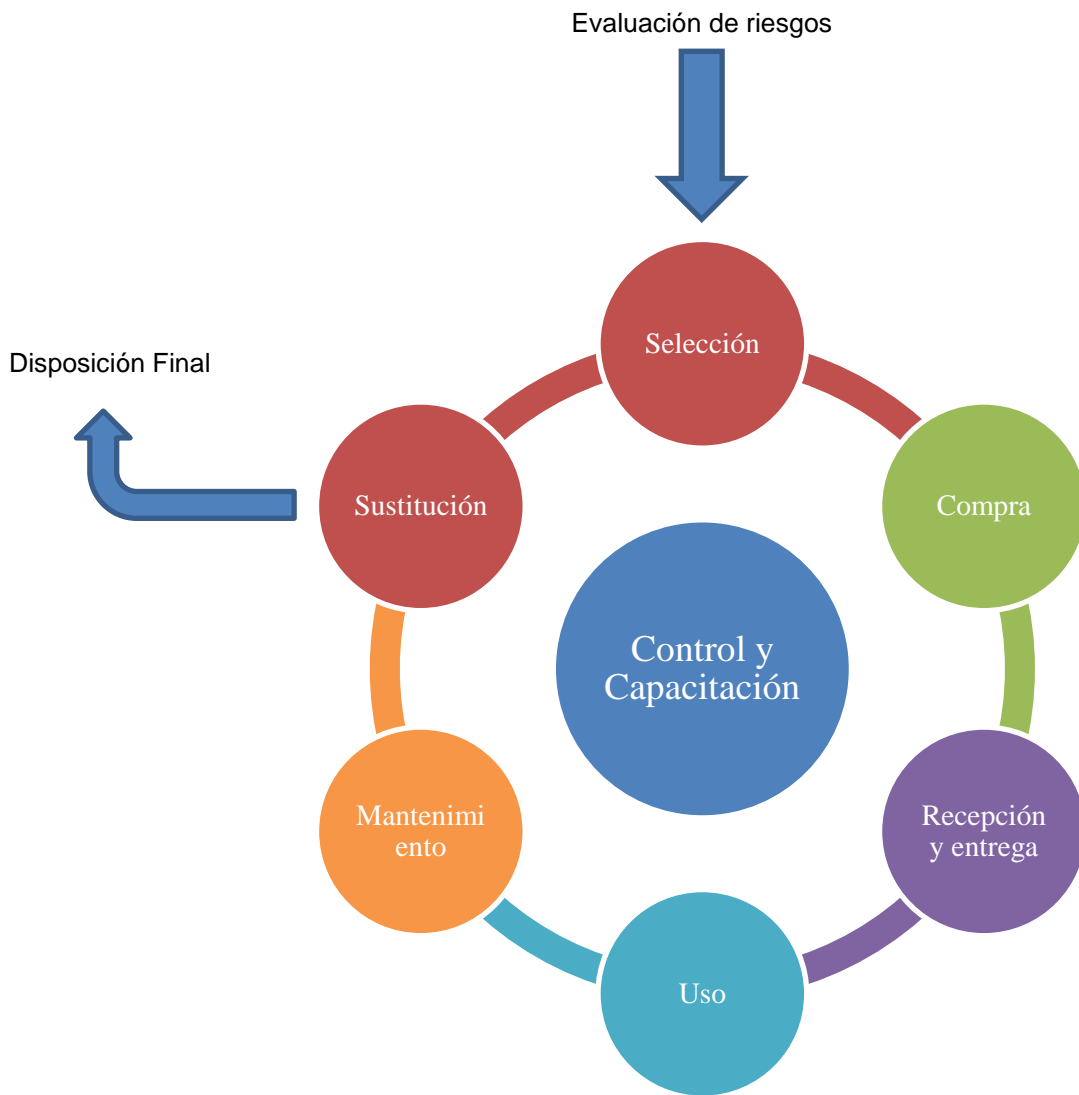 Evaluación de riesgos
Selección
Disposición Final
Sustitución
Compra
Control y
Capacitación
Mantenimi
ento
Recepción
y entrega
Uso